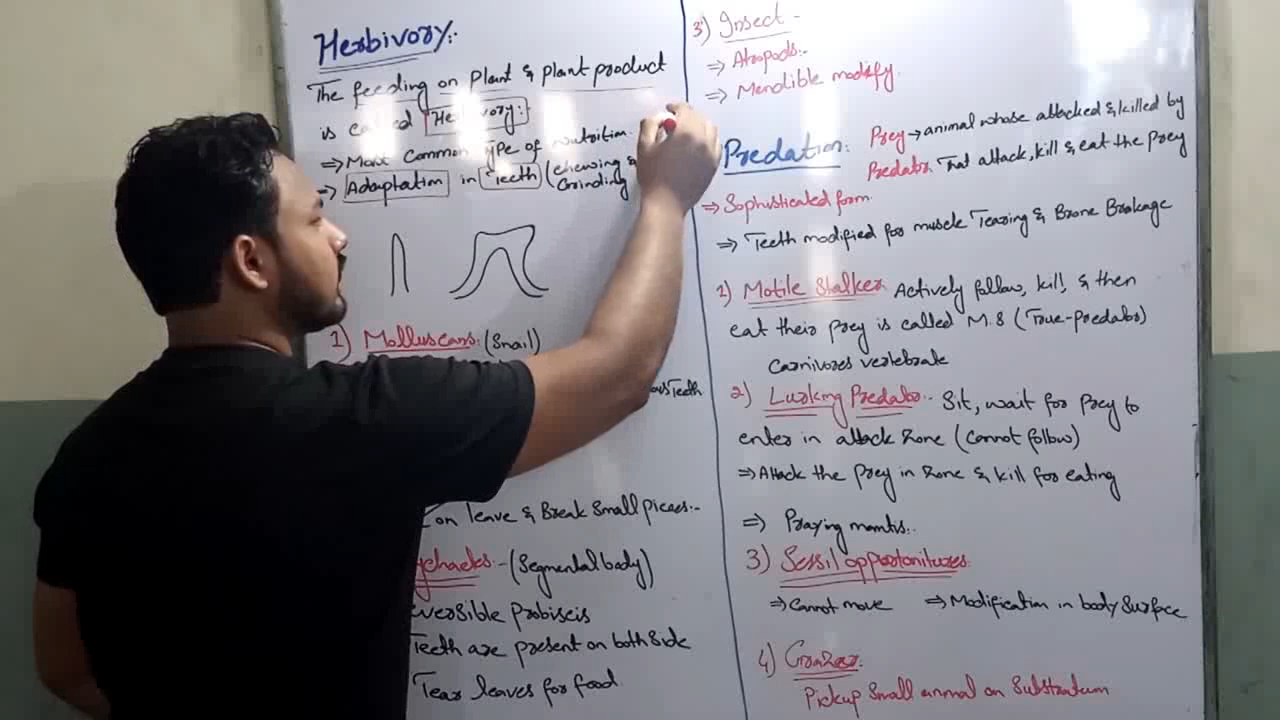 Herbivory:-
The feeding on Plant & Plant product
is called Herbivory:-
⇒ Most Common Type of Nutrition.
⇒ Adaptation in Teeth (chewing &
Grinding
1) Molluscans: (Snail)
Teeth
on leave & Break Small Pieces:-
:- (Segmental body)
versible Probiscis
Teeth are present on both side
Tear leaves for food
3) Insect -
⇒ Atropods:-
⇒ Mendible modify.
Predation: Prey → animal whose attacked & killed by
Predator. That attack, kill & eat the prey
⇒ Sophisticated form.
⇒ Teeth modified for muscle Tearing & Brone Brakage
1) Motile Stalker. Actively follow, kill, & then
eat their prey is called M.S (True-predator)
Carnivores vertebrate
2) Lurking Predator:- Sit, wait for Prey to
enter in attack zone (Cannot follow)
⇒ Attack the prey in zone & kill for eating
⇒ Praying mantis:-
3) Sessil
⇒ Cannot move ⇒ Modification in body Surface
4) Grazer.
Pickup Small animal on Substratum